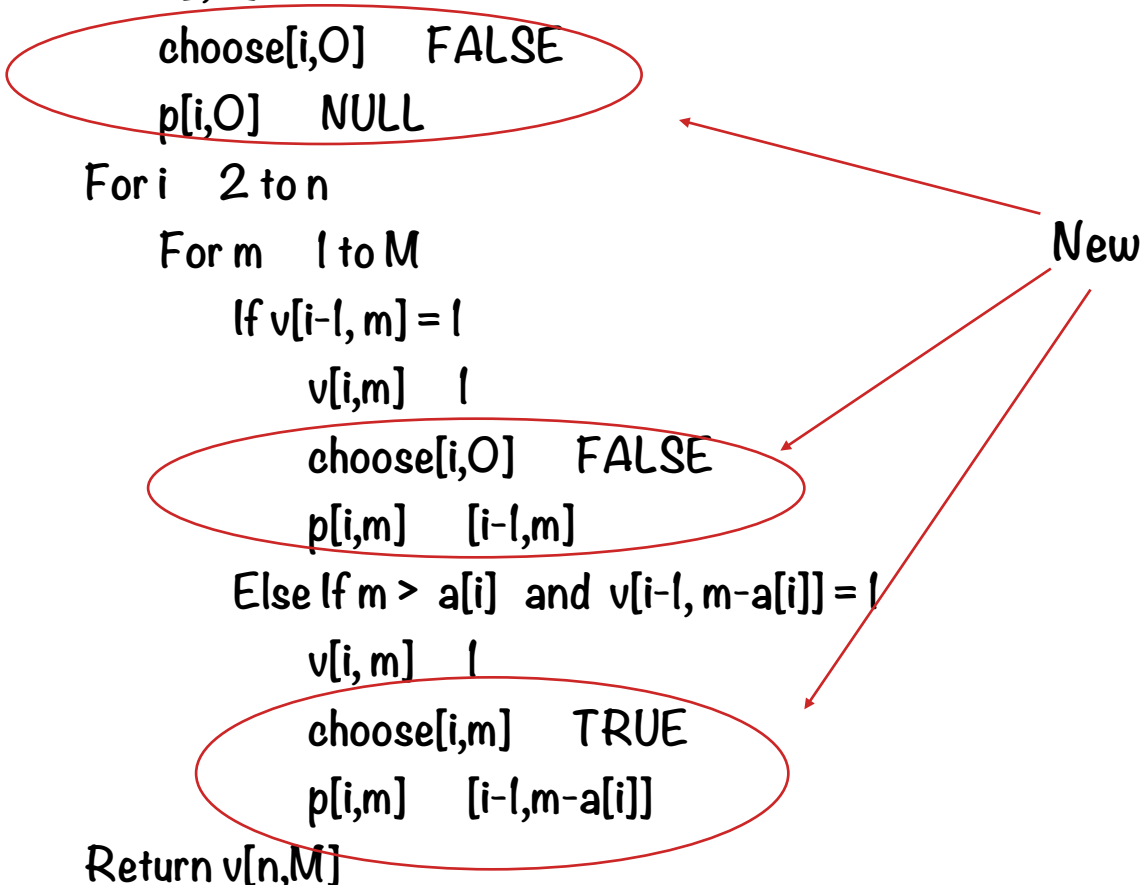 choose[i,0] FALSE
p[i,0] NULL
For i 2 to n
New
For m 1 to M
If v[i-1, m] = 1
v[i,m] 1
choose[i,0] FALSE
p[i,m] [i-1,m]
Else If m > a[i] and v[i-1, m-a[i]] = 1
v[i, m] 1
choose[i,m] TRUE
p[i,m] [i-1,m-a[i]]
Return v[n,M]